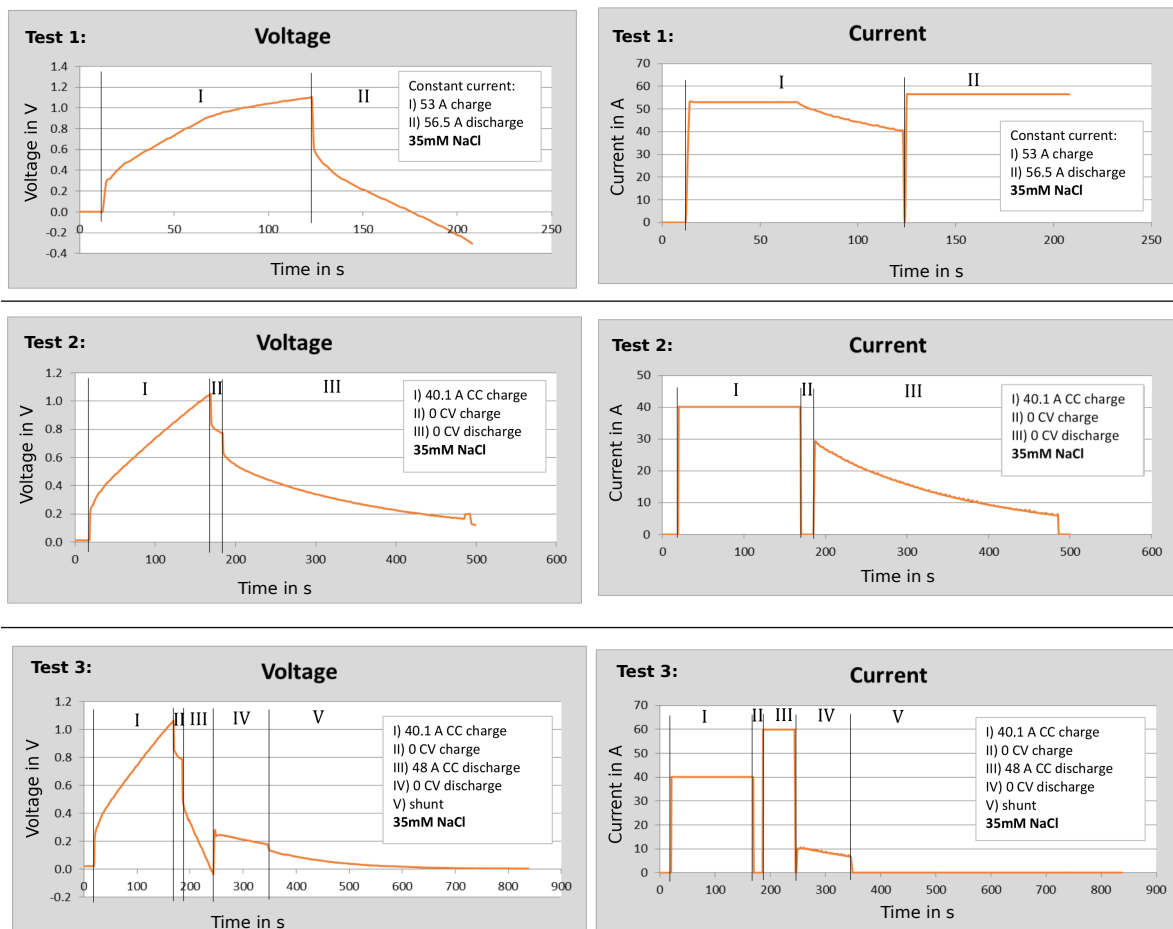 Test 1:
Voltage
1.4
1.2
1.0
0.8
0.6
0.4
0.2
0.0
-0.2
-0.4
0
50
100
150
200
250
Voltage in V
Time in s
I
II
Constant current:
I) 53 A charge
II) 56.5 A discharge
35mM NaCl
Test 1:
Current
70
60
50
40
30
20
10
0
0
50
100
150
200
250
Current in A
Time in s
I
II
Constant current:
I) 53 A charge
II) 56.5 A discharge
35mM NaCl
Test 2:
Voltage
1.2
1.0
0.8
0.6
0.4
0.2
0.0
0
100
200
300
400
500
600
Voltage in V
Time in s
I
II
III
I) 40.1 A CC charge
II) 0 CV charge
III) 0 CV discharge
35mM NaCl
Test 2:
Current
50
40
30
20
10
0
0
100
200
300
400
500
600
Current in A
Time in s
I
II
III
I) 40.1 A CC charge
II) 0 CV charge
III) 0 CV discharge
35mM NaCl
Test 3:
Voltage
1.2
1.0
0.8
0.6
0.4
0.2
0.0
-0.2
0
100
200
300
400
500
600
700
800
900
Voltage in V
Time in s
I
II
III
IV
V
I) 40.1 A CC charge
II) 0 CV charge
III) 48 A CC discharge
IV) 0 CV discharge
V) shunt
35mM NaCl
Test 3:
Current
70
60
50
40
30
20
10
0
0
100
200
300
400
500
600
700
800
900
Current in A
Time in s
I
II
III
IV
V
I) 40.1 A CC charge
II) 0 CV charge
III) 48 A CC discharge
IV) 0 CV discharge
V) shunt
35mM NaCl